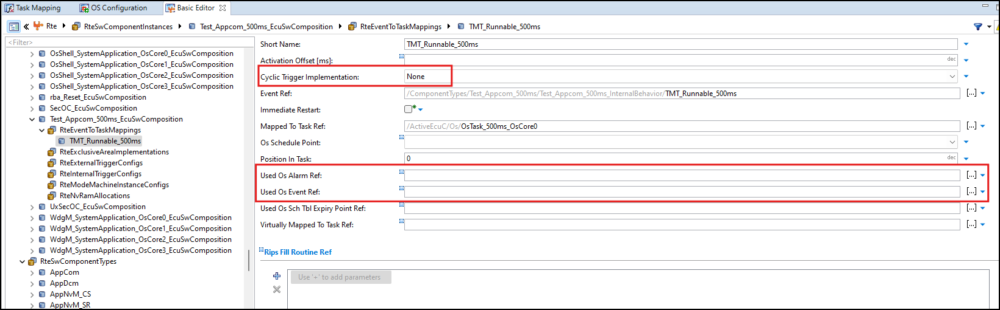 Task Mapping OS Configuration Basic Editor
Rte RteSwComponentInstances Test_Appcom_500ms_EcuSwComposition RteEventToTaskMappings TMT_Runnable_500ms
<Filter>
OsShell_SystemApplication_OsCore0_EcuSwComposition
OsShell_SystemApplication_OsCore1_EcuSwComposition
OsShell_SystemApplication_OsCore2_EcuSwComposition
OsShell_SystemApplication_OsCore3_EcuSwComposition
rba_Reset_EcuSwComposition
SecOC_EcuSwComposition
Test_Appcom_500ms_EcuSwComposition
RteEventToTaskMappings
TMT_Runnable_500ms
RteExclusiveAreaImplementations
RteExternalTriggerConfigs
RteInternalTriggerConfigs
RteModeMachineInstanceConfigs
RteNvRamAllocations
UxSecOC_EcuSwComposition
WdgM_SystemApplication_OsCore0_EcuSwComposition
WdgM_SystemApplication_OsCore1_EcuSwComposition
WdgM_SystemApplication_OsCore2_EcuSwComposition
WdgM_SystemApplication_OsCore3_EcuSwComposition
RteSwComponentTypes
AppCom
AppDcm
AppNvM_CS
AppNvM_SR
Short Name: TMT_Runnable_500ms
Activation Offset [ms]: dec
Cyclic Trigger Implementation: None
Event Ref: /ComponentTypes/Test_Appcom_500ms/Test_Appcom_500ms_InternalBehavior/TMT_Runnable_500ms [...]
Immediate Restart: *
Mapped To Task Ref: /ActiveEcuC/Os/OsTask_500ms_OsCore0 [...]
Os Schedule Point:
Position In Task: 0 dec
Used Os Alarm Ref: [...]
Used Os Event Ref: [...]
Used Os Sch Tbl Expiry Point Ref: [...]
Virtually Mapped To Task Ref: [...]
Rips Fill Routine Ref
Use '+' to add parameters